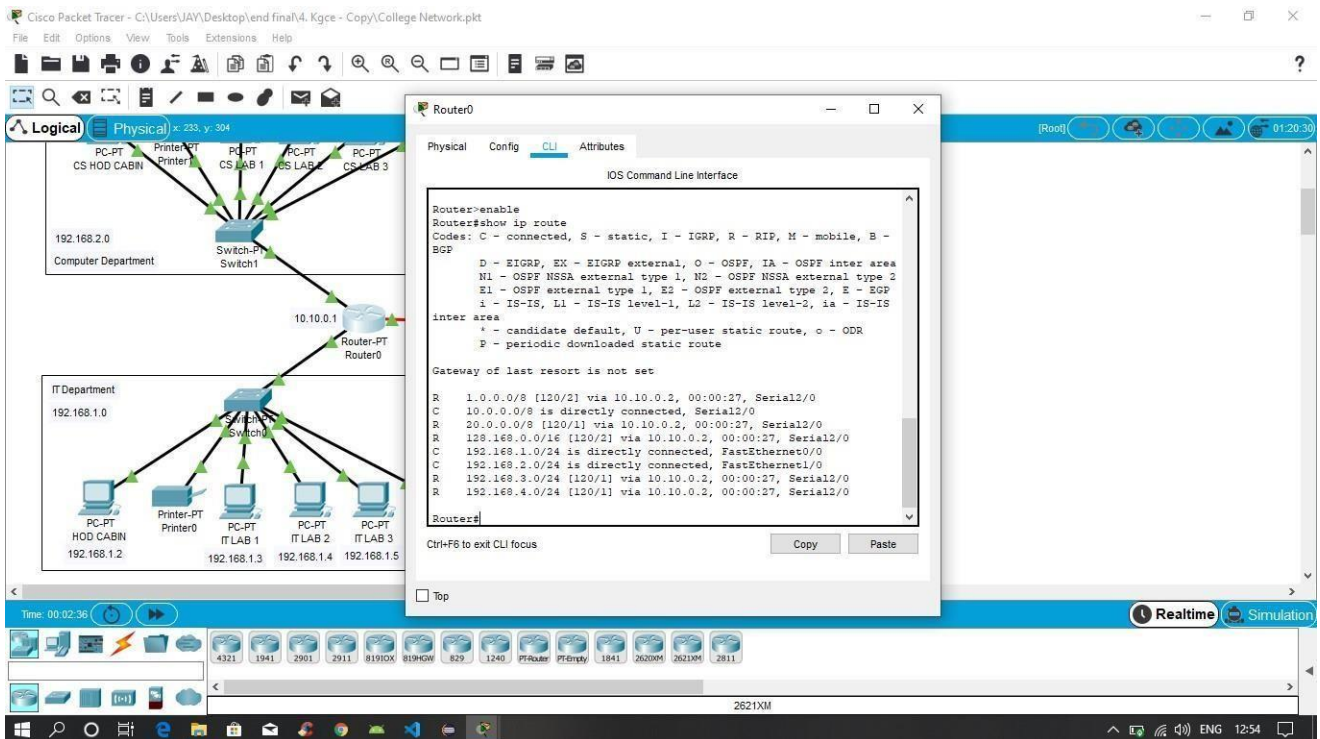 Cisco Packet Tracer - C:\Users\JAY\Desktop\end final\4. Kgce - Copy\College Network.pkt
File Edit Options View Tools Extensions Help
?
Logical Physical x: 233, y: 304
[Root] 01:20:30
PC-PT
CS HOD CABIN
Printer-PT
Printer1
PC-PT
CS LAB 1
PC-PT
CS LAB 2
PC-PT
CS LAB 3
192.168.2.0
Computer Department
Switch-PT
Switch1
10.10.0.1
Router-PT
Router0
IT Department
192.168.1.0
Switch-PT
Switch0
PC-PT
HOD CABIN
192.168.1.2
Printer-PT
Printer0
PC-PT
IT LAB 1
192.168.1.3
PC-PT
IT LAB 2
192.168.1.4
PC-PT
IT LAB 3
192.168.1.5
Router0
Physical Config CLI Attributes
IOS Command Line Interface
Router>enable
Router#show ip route
Codes: C - connected, S - static, I - IGRP, R - RIP, M - mobile, B -
BGP
D - EIGRP, EX - EIGRP external, O - OSPF, IA - OSPF inter area
N1 - OSPF NSSA external type 1, N2 - OSPF NSSA external type 2
E1 - OSPF external type 1, E2 - OSPF external type 2, E - EGP
i - IS-IS, L1 - IS-IS level-1, L2 - IS-IS level-2, ia - IS-IS
inter area
* - candidate default, U - per-user static route, o - ODR
P - periodic downloaded static route
Gateway of last resort is not set
R 1.0.0.0/8 [120/2] via 10.10.0.2, 00:00:27, Serial2/0
C 10.0.0.0/8 is directly connected, Serial2/0
R 20.0.0.0/8 [120/1] via 10.10.0.2, 00:00:27, Serial2/0
R 128.168.0.0/16 [120/2] via 10.10.0.2, 00:00:27, Serial2/0
C 192.168.1.0/24 is directly connected, FastEthernet0/0
C 192.168.2.0/24 is directly connected, FastEthernet1/0
R 192.168.3.0/24 [120/1] via 10.10.0.2, 00:00:27, Serial2/0
R 192.168.4.0/24 [120/1] via 10.10.0.2, 00:00:27, Serial2/0
Router#
Ctrl+F6 to exit CLI focus
Copy Paste
Top
Time: 00:02:36
Realtime Simulation
4321 1941 2901 2911 819IOX 819HGW 829 1240 PT-Router PT-Empty 1841 2620XM 2621XM 2811
2621XM
ENG 12:54